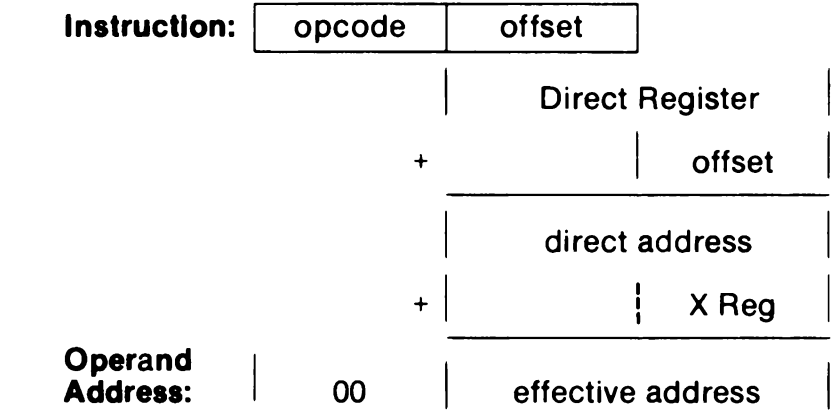 Instruction: opcode offset
Direct Register
+ offset
direct address
+ X Reg
Operand
Address: 00 effective address